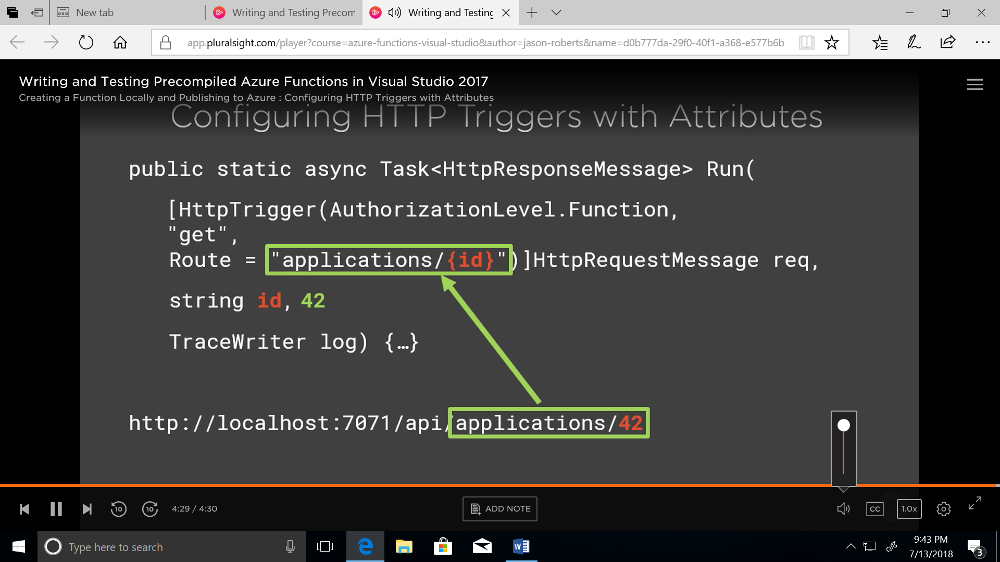 New tab
Writing and Testing Precom
Writing and Testing
app.pluralsight.com/player?course=azure-functions-visual-studio&author=jason-roberts&name=d0b777da-29f0-40f1-a368-e577b6b
Writing and Testing Precompiled Azure Functions in Visual Studio 2017
Creating a Function Locally and Publishing to Azure : Configuring HTTP Triggers with Attributes
Configuring HTTP Triggers with Attributes
public static async Task<HttpResponseMessage> Run(
[HttpTrigger(AuthorizationLevel.Function,
"get",
Route = "applications/{id}")]HttpRequestMessage req,
string id, 42
TraceWriter log) {…}
http://localhost:7071/api/applications/42
10
10
4:29 / 4:30
ADD NOTE
CC
1.0x
Type here to search
W
9:43 PM
7/13/2018
3